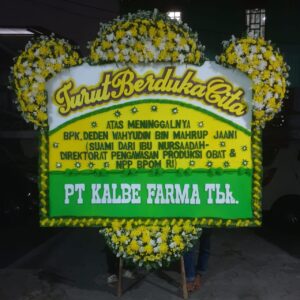 Turut Berduka Cita
ATAS MENINGGALNYA
BPK. DEDEN WAHYUDIN BIN MAHRUP JAANI
(SUAMI DARI IBU NURSAADAH-
DIREKTORAT PENGAWASAN PRODUKSI OBAT &
NPP BPOM RI)
PT KALBE FARMA Tbk.